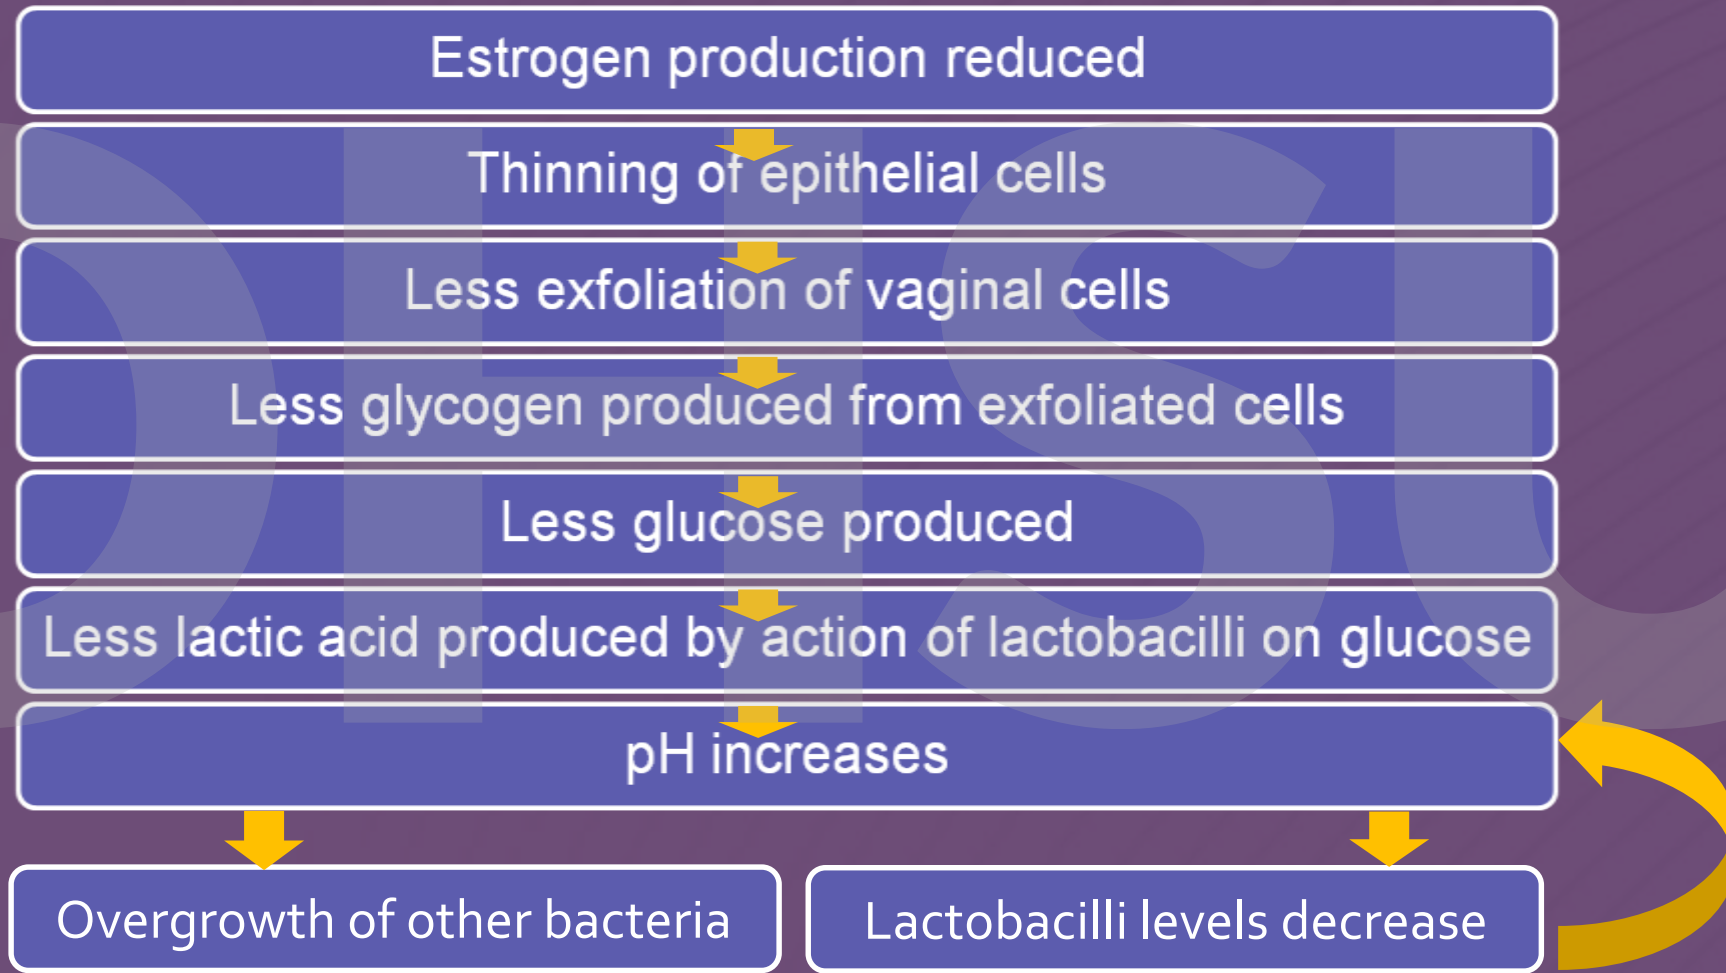 Estrogen production reduced
Thinning of epithelial cells
Less exfoliation of vaginal cells
Less glycogen produced from exfoliated cells
Less glucose produced
Less lactic acid produced by action of lactobacilli on glucose
pH increases
Overgrowth of other bacteria
Lactobacilli levels decrease
OHSU